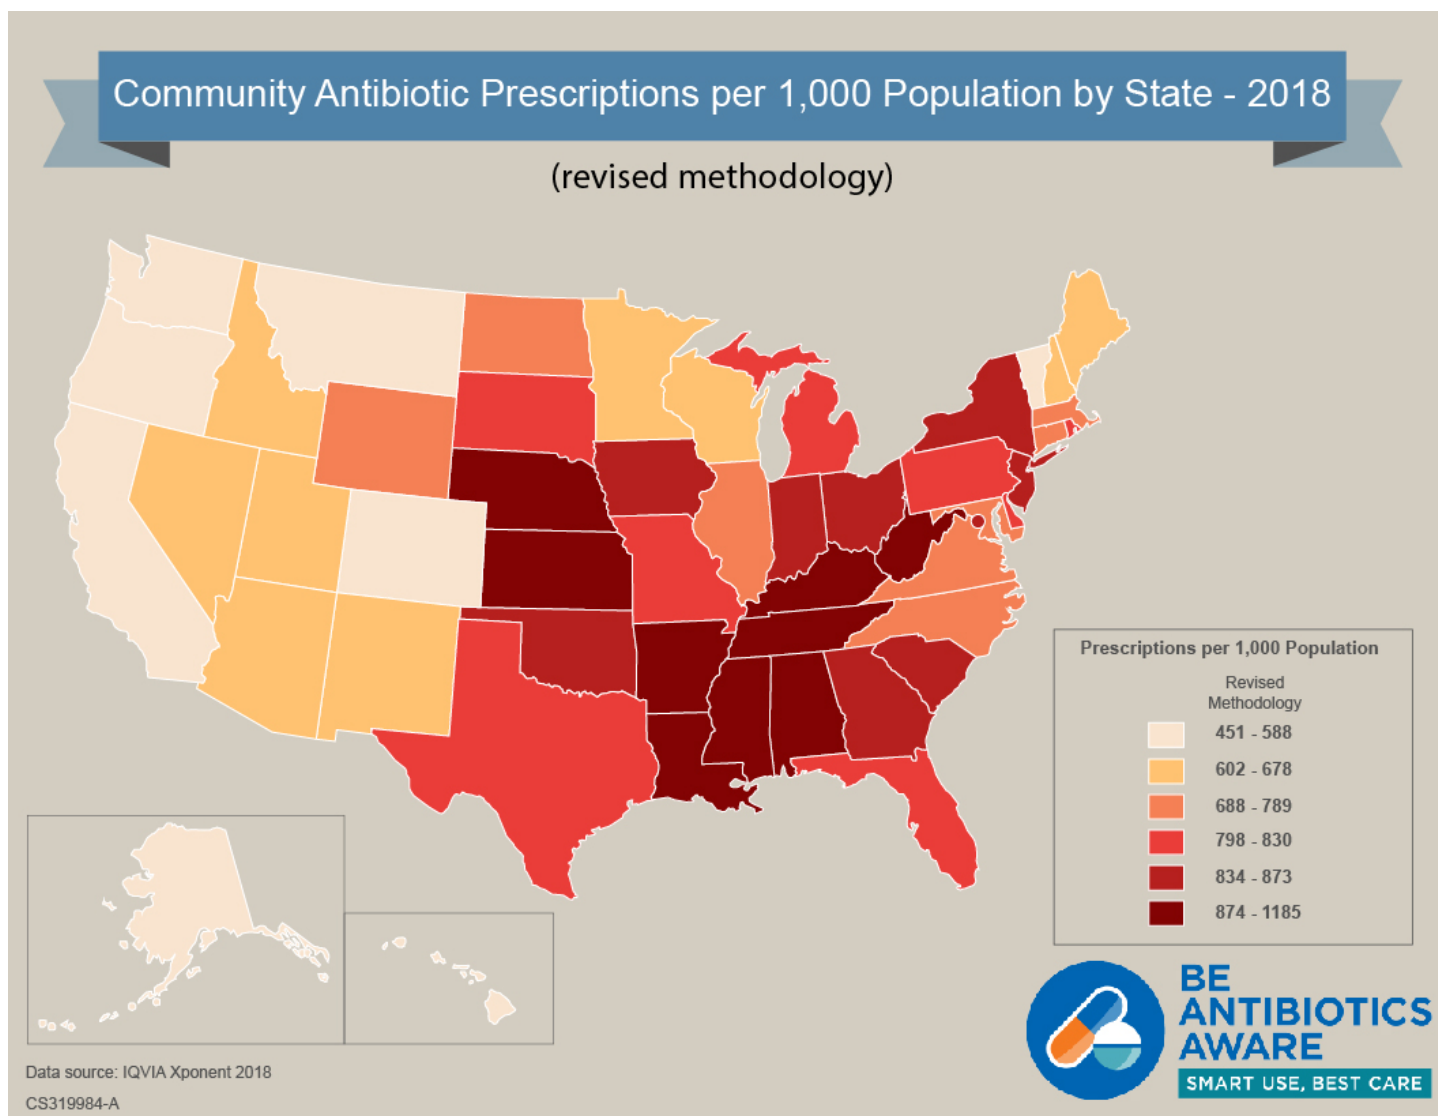 Community Antibiotic Prescriptions per 1,000 Population by State - 2018
(revised methodology)
Prescriptions per 1,000 Population
Revised
Methodology
451 - 588
602 - 678
688 - 789
798 - 830
834 - 873
874 - 1185
BE
ANTIBIOTICS
AWARE
SMART USE, BEST CARE
Data source: IQVIA Xponent 2018
CS319984-A